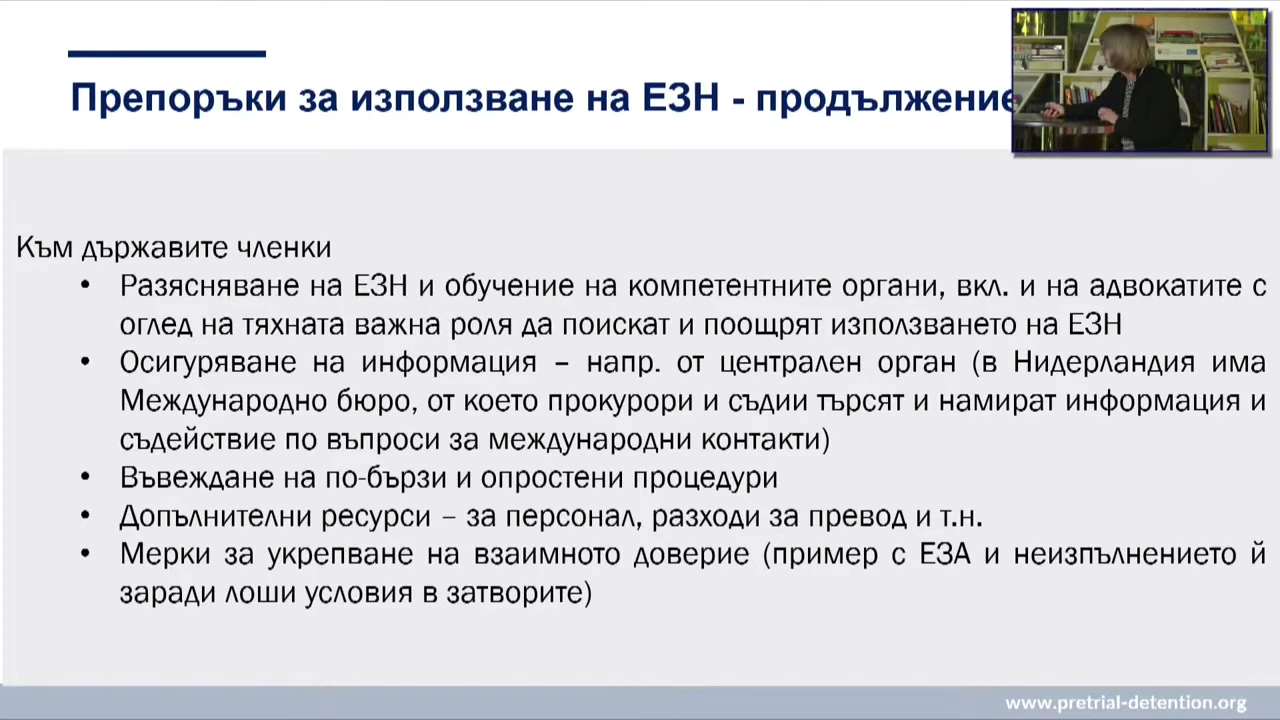 Препоръки за използване на ЕЗН - продължение
Към държавите членки
• Разясняване на ЕЗН и обучение на компетентните органи, вкл. и на адвокатите с
оглед на тяхната важна роля да поискат и поощрят използването на ЕЗН
• Осигуряване на информация – напр. от централен орган (в Нидерландия има
Международно бюро, от което прокурори и съдии търсят и намират информация и
съдействие по въпроси за международни контакти)
• Въвеждане на по-бързи и опростени процедури
• Допълнителни ресурси – за персонал, разходи за превод и т.н.
• Мерки за укрепване на взаимното доверие (пример с ЕЗА и неизпълнението й
заради лоши условия в затворите)
www.pretrial-detention.org